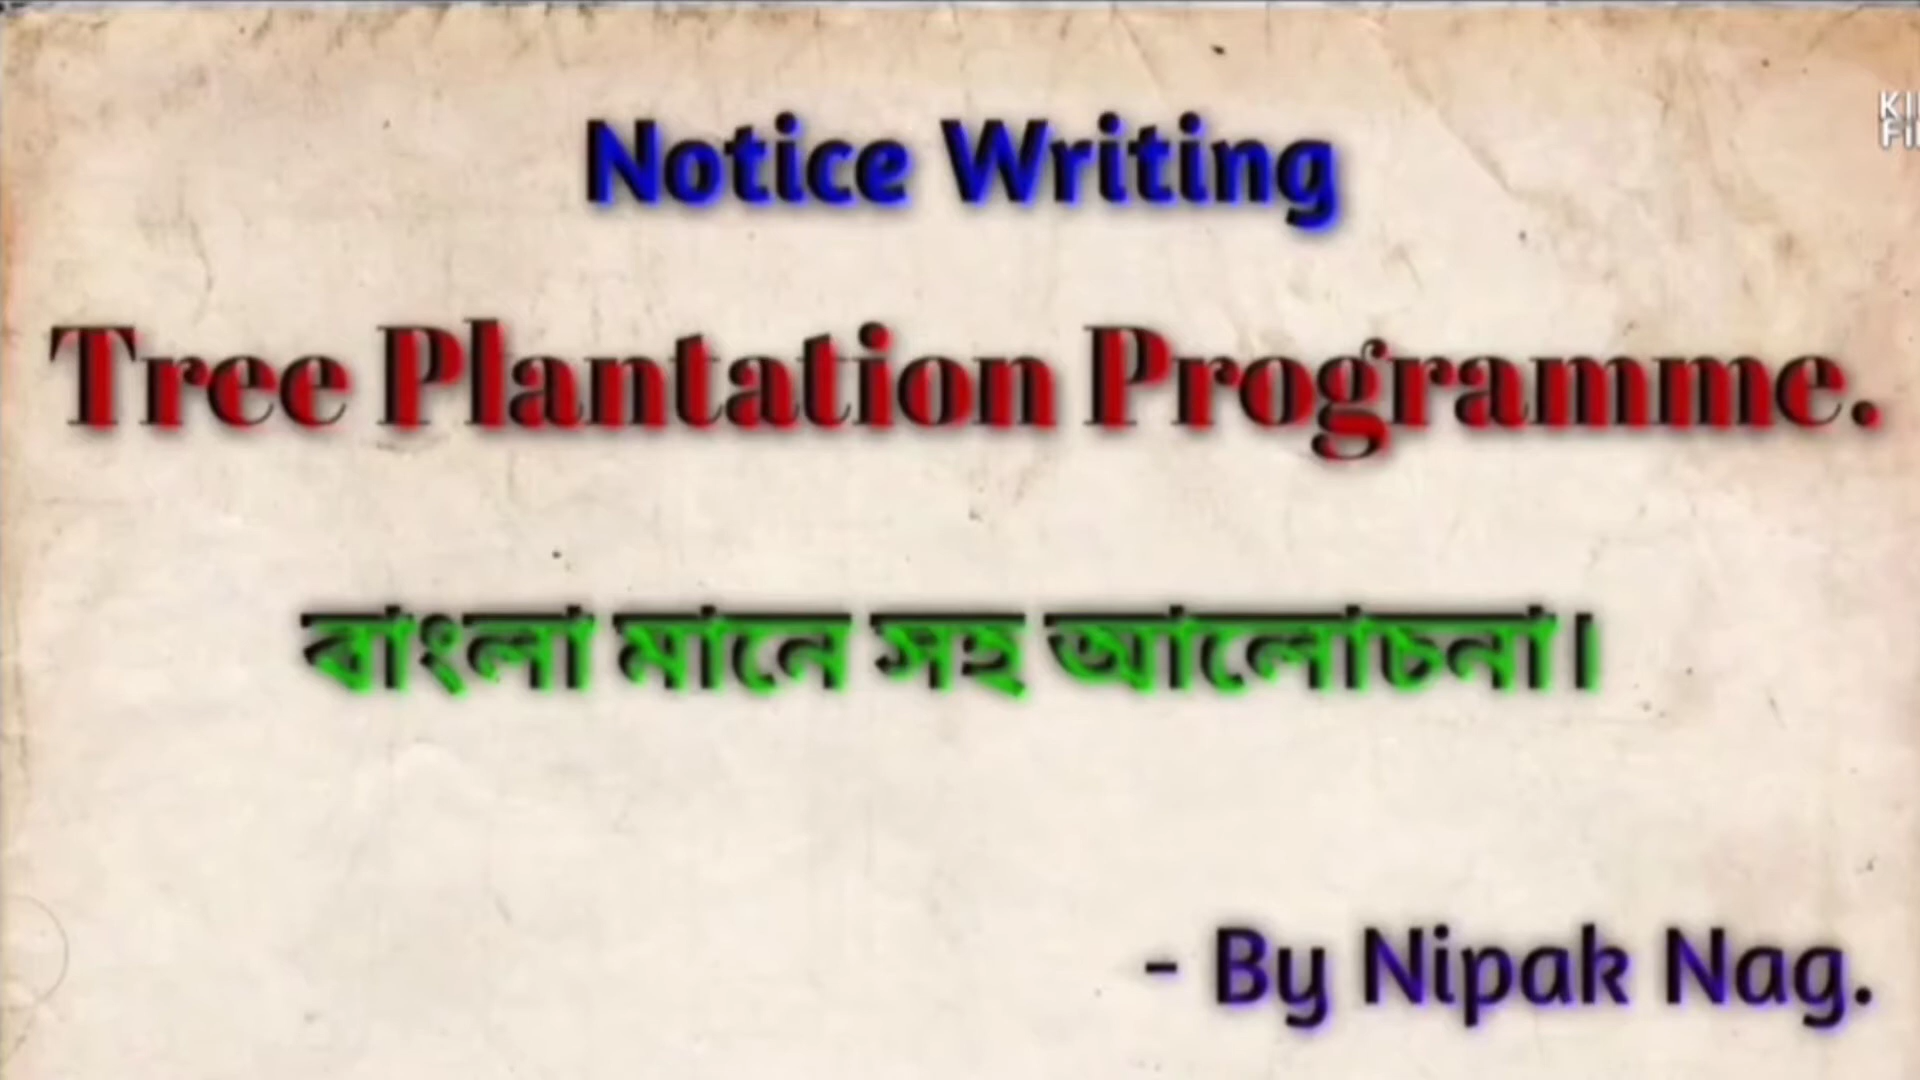 Notice Writing
Tree Plantation Programme.
বাংলা মানে সহ আলোচনা।
- By Nipak Nag.